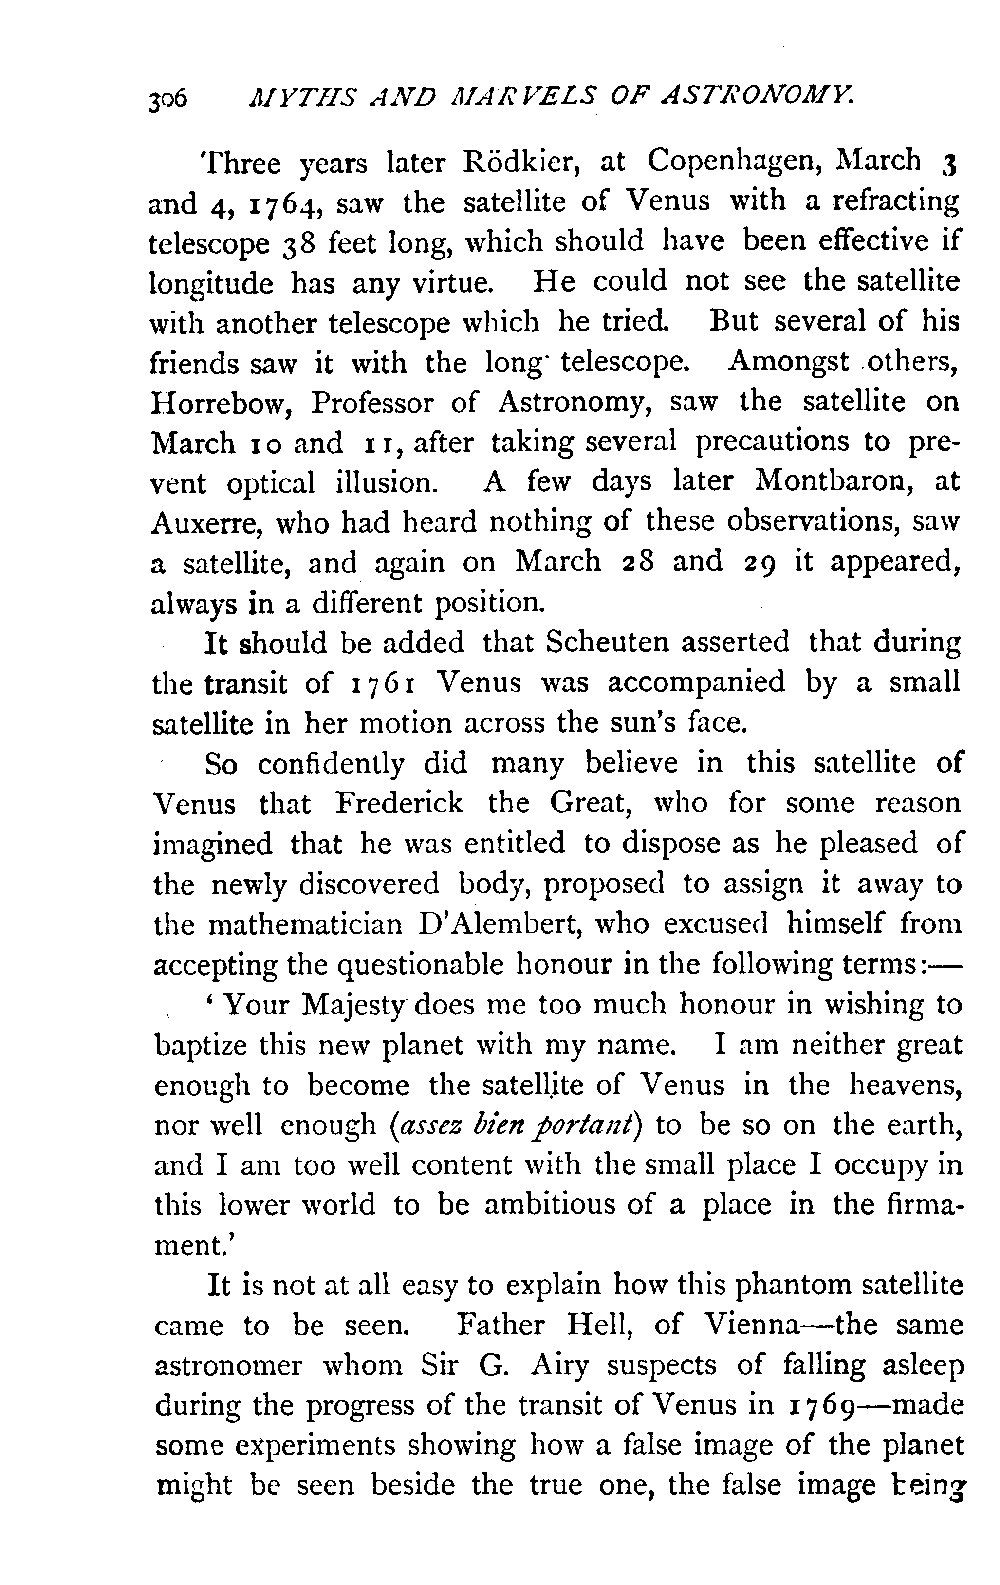 306 MYTHS AND MARVELS OF ASTRONOMY.
Three years later Rödkier, at Copenhagen, March 3
and 4, 1764, saw the satellite of Venus with a refracting
telescope 38 feet long, which should have been effective if
longitude has any virtue. He could not see the satellite
with another telescope which he tried. But several of his
friends saw it with the long telescope. Amongst others,
Horrebow, Professor of Astronomy, saw the satellite on
March 10 and 11, after taking several precautions to pre-
vent optical illusion. A few days later Montbaron, at
Auxerre, who had heard nothing of these observations, saw
a satellite, and again on March 28 and 29 it appeared,
always in a different position.
It should be added that Scheuten asserted that during
the transit of 1761 Venus was accompanied by a small
satellite in her motion across the sun's face.
So confidently did many believe in this satellite of
Venus that Frederick the Great, who for some reason
imagined that he was entitled to dispose as he pleased of
the newly discovered body, proposed to assign it away to
the mathematician D'Alembert, who excused himself from
accepting the questionable honour in the following terms:—
‘Your Majesty does me too much honour in wishing to
baptize this new planet with my name. I am neither great
enough to become the satellite of Venus in the heavens,
nor well enough (assez bien portant) to be so on the earth,
and I am too well content with the small place I occupy in
this lower world to be ambitious of a place in the firma-
ment.’
It is not at all easy to explain how this phantom satellite
came to be seen. Father Hell, of Vienna—the same
astronomer whom Sir G. Airy suspects of falling asleep
during the progress of the transit of Venus in 1769—made
some experiments showing how a false image of the planet
might be seen beside the true one, the false image being